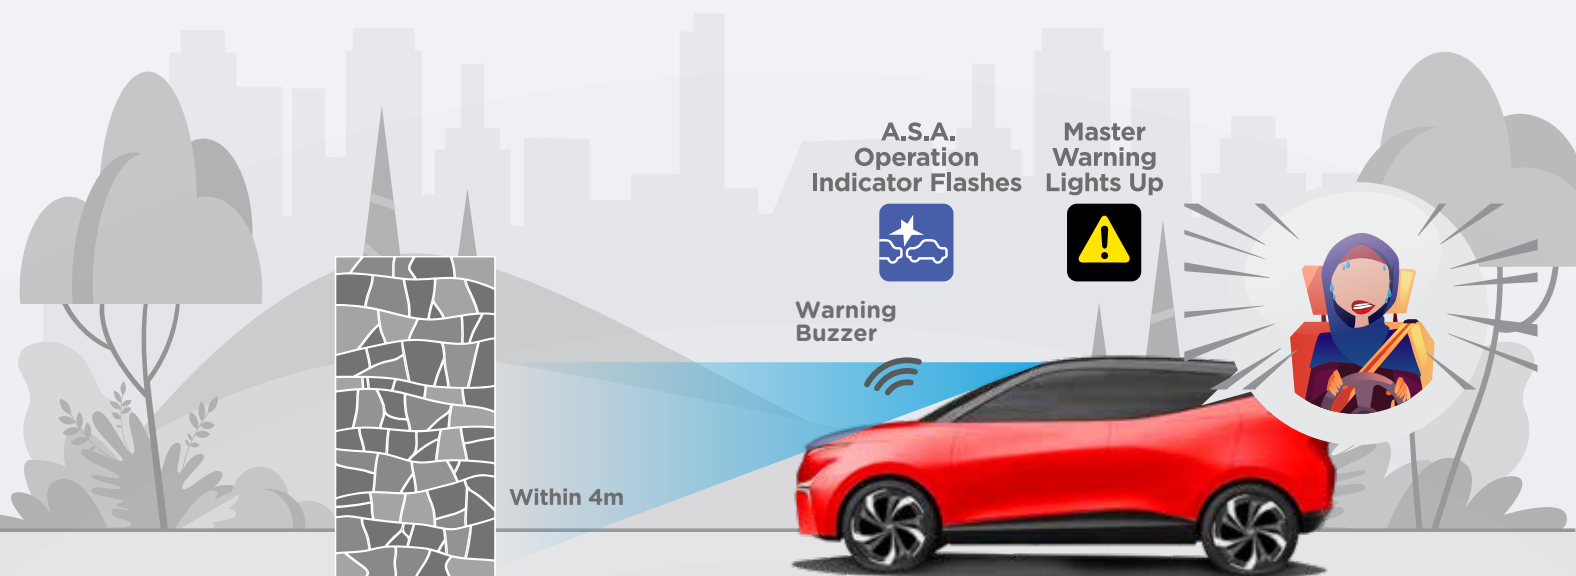 A.S.A.
Operation
Indicator Flashes
Master
Warning
Lights Up
Warning
Buzzer
Within 4m